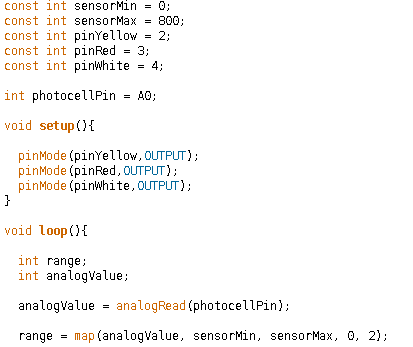 const int sensorMin = 0;
const int sensorMax = 800;
const int pinYellow = 2;
const int pinRed = 3;
const int pinWhite = 4;

int photocellPin = A0;

void setup(){

  pinMode(pinYellow,OUTPUT);
  pinMode(pinRed,OUTPUT);
  pinMode(pinWhite,OUTPUT);
}

void loop(){

  int range;
  int analogValue;

  analogValue = analogRead(photocellPin);

  range = map(analogValue, sensorMin, sensorMax, 0, 2);